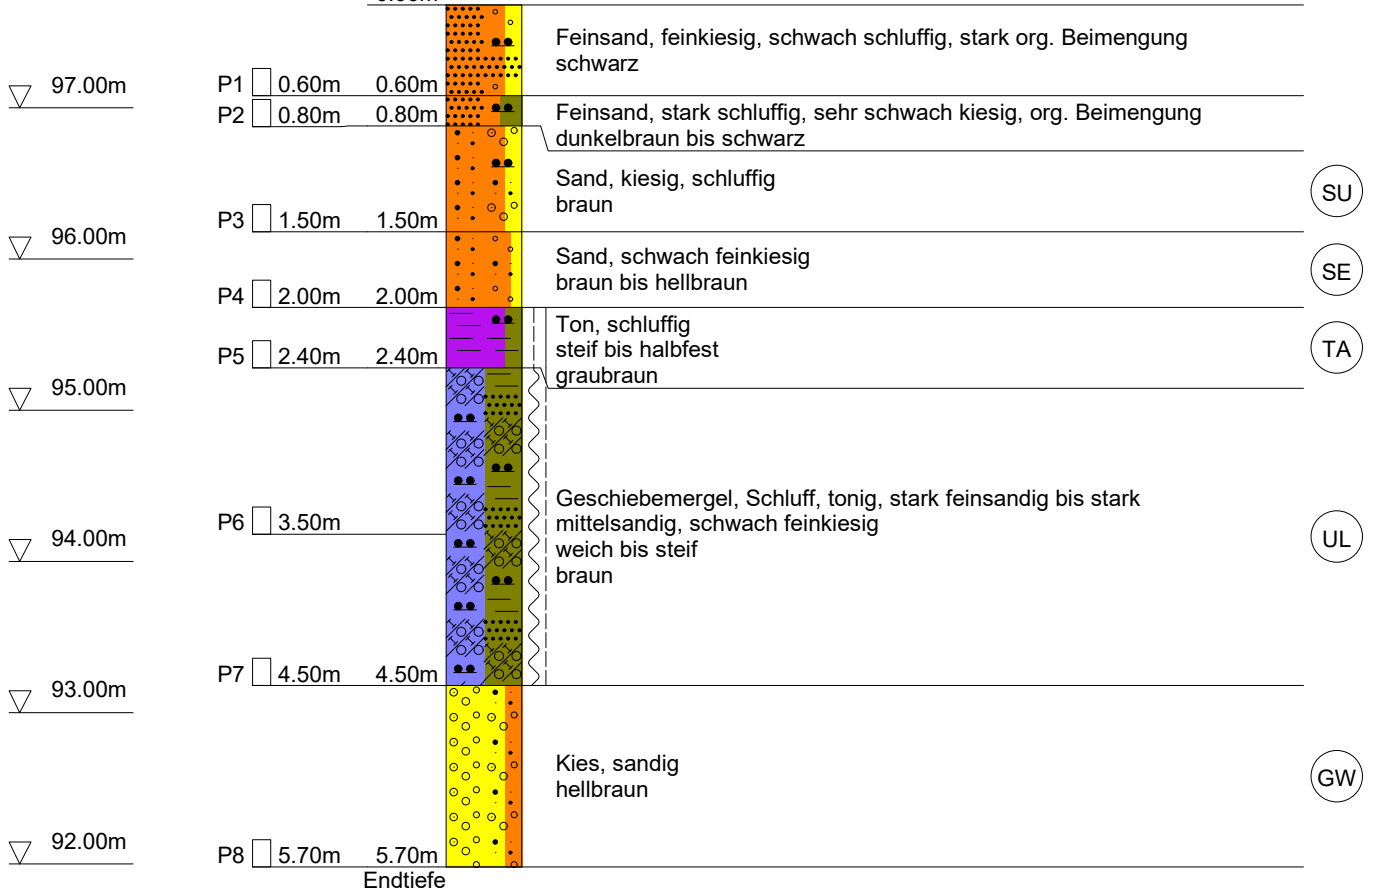 Feinsand, feinkiesig, schwach schluffig, stark org. Beimengung
schwarz
97.00m
P1 0.60m 0.60m
P2 0.80m 0.80m
Feinsand, stark schluffig, sehr schwach kiesig, org. Beimengung
dunkelbraun bis schwarz
Sand, kiesig, schluffig
braun
SU
P3 1.50m 1.50m
96.00m
Sand, schwach feinkiesig
braun bis hellbraun
SE
P4 2.00m 2.00m
Ton, schluffig
steif bis halbfest
graubraun
TA
P5 2.40m 2.40m
95.00m
Geschiebemergel, Schluff, tonig, stark feinsandig bis stark
mittelsandig, schwach feinkiesig
weich bis steif
braun
UL
P6 3.50m
94.00m
P7 4.50m 4.50m
93.00m
Kies, sandig
hellbraun
GW
92.00m
P8 5.70m 5.70m
Endtiefe